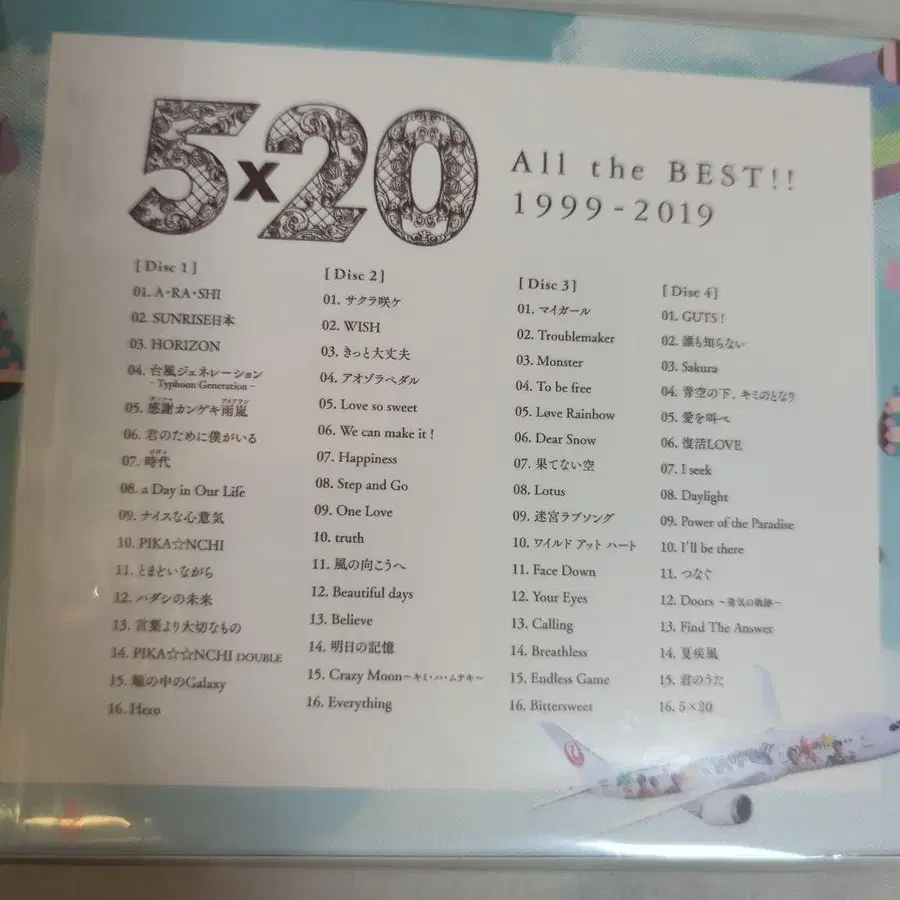 5×20
All the BEST!!
1999-2019
[Disc 1]
01. A・RA・SHI
02. SUNRISE日本
03. HORIZON
04. 台風ジェネレーション
- Typhoon Generation -
05. 感謝カンゲキ雨嵐
06. 君のために僕がいる
07. 時代
08. a Day in Our Life
09. ナイスな心意気
10. PIKA☆NCHI
11. とまどいながら
12. ハダシの未来
13. 言葉より大切なもの
14. PIKA☆☆NCHI DOUBLE
15. 瞳の中のGalaxy
16. Hero
[Disc 2]
01. サクラ咲ケ
02. WISH
03. きっと大丈夫
04. アオゾラペダル
05. Love so sweet
06. We can make it !
07. Happiness
08. Step and Go
09. One Love
10. truth
11. 風の向こうへ
12. Beautiful days
13. Believe
14. 明日の記憶
15. Crazy Moon～キミ・ハ・ムテキ～
16. Everything
[Disc 3]
01. マイガール
02. Troublemaker
03. Monster
04. To be free
05. Løve Rainbow
06. Dear Snow
07. 果てない空
08. Lotus
09. 迷宮ラブソング
10. ワイルド アット ハート
11. Face Down
12. Your Eyes
13. Calling
14. Breathless
15. Endless Game
16. Bittersweet
[Disc 4]
01. GUTS !
02. 誰も知らない
03. Sakura
04. 青空の下、キミのとなり
05. 愛を叫べ
06. 復活LOVE
07. I seek
08. Daylight
09. Power of the Paradise
10. I'll be there
11. つなぐ
12. Doors ～勇気の軌跡～
13. Find The Answer
14. 夏疾風
15. 君のうた
16. 5×20